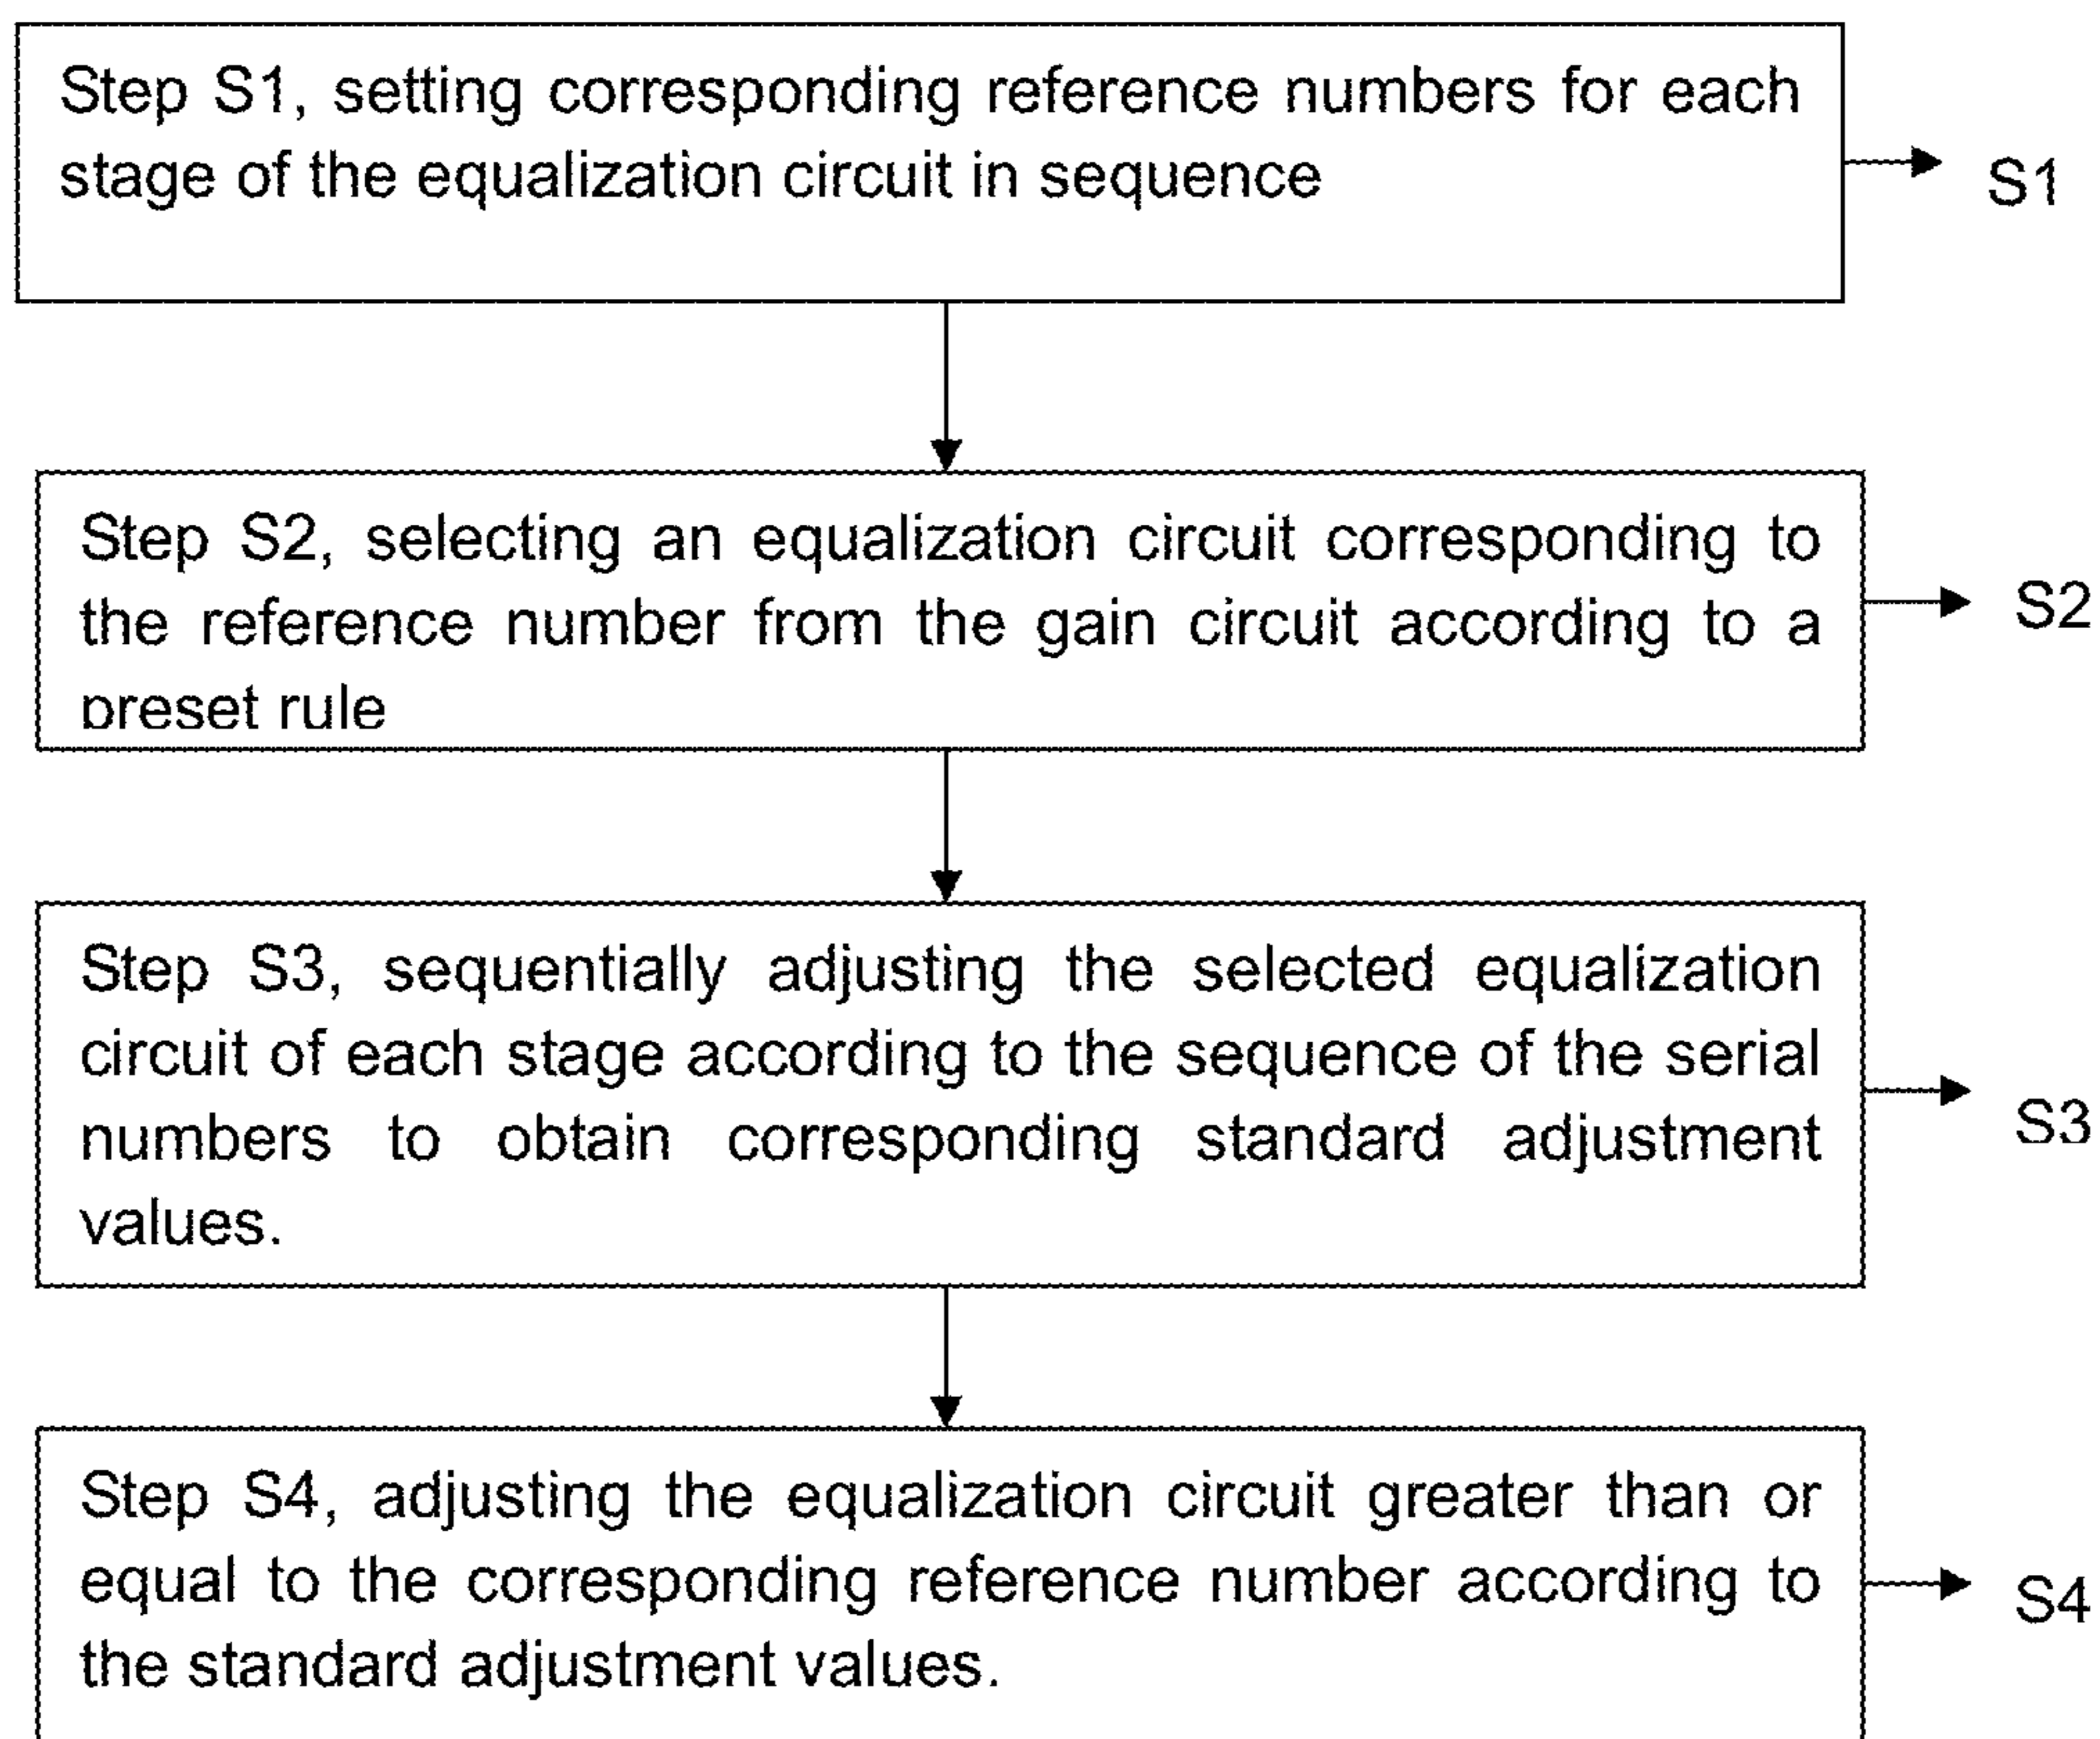 Step S1, setting corresponding reference numbers for each
stage of the equalization circuit in sequence
S1
Step S2, selecting an equalization circuit corresponding to
the reference number from the gain circuit according to a
preset rule
S2
Step S3, sequentially adjusting the selected equalization
circuit of each stage according to the sequence of the serial
numbers to obtain corresponding standard adjustment
values.
S3
Step S4, adjusting the equalization circuit greater than or
equal to the corresponding reference number according to
the standard adjustment values.
S4